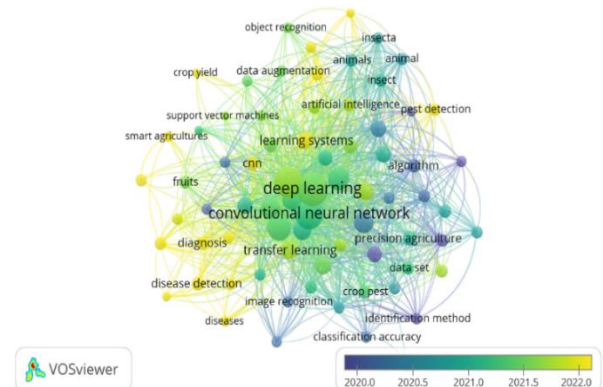 object recognition
insecta
animals
animal
crop yield
data augmentation
insect
artificial intelligence
pest detection
support vector machines
smart agricultures
learning systems
cnn
algorithm
fruits
deep learning
convolutional neural network
diagnosis
precision agriculture
transfer learning
data set
disease detection
crop pest
image recognition
diseases
identification method
classification accuracy
VOSviewer
2020.0 2020.5 2021.0 2021.5 2022.0